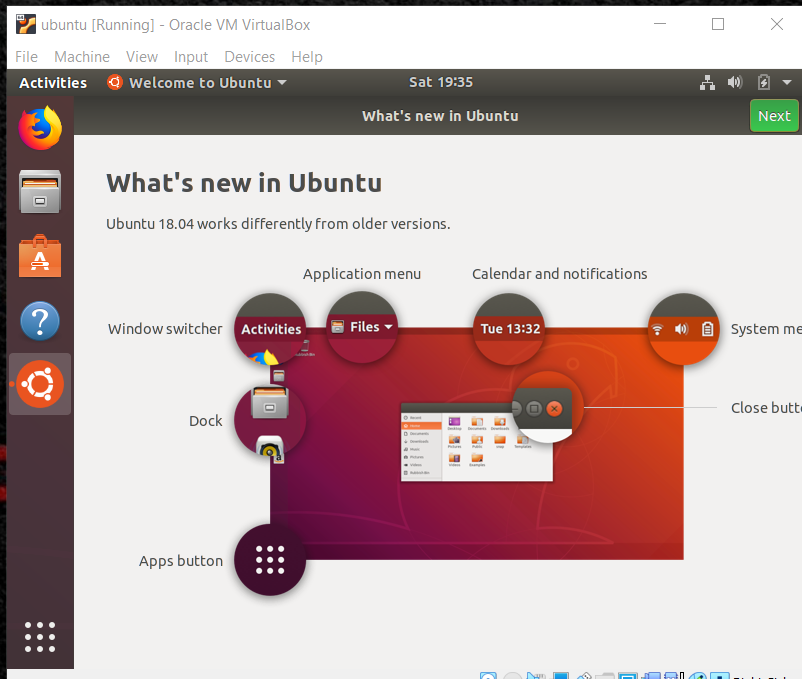 ubuntu [Running] - Oracle VM VirtualBox
File Machine View Input Devices Help
Activities Welcome to Ubuntu Sat 19:35
What's new in Ubuntu Next
What's new in Ubuntu
Ubuntu 18.04 works differently from older versions.
Application menu Calendar and notifications
Window switcher Activities Files Tue 13:32 System me
Dock Close butto
Apps button